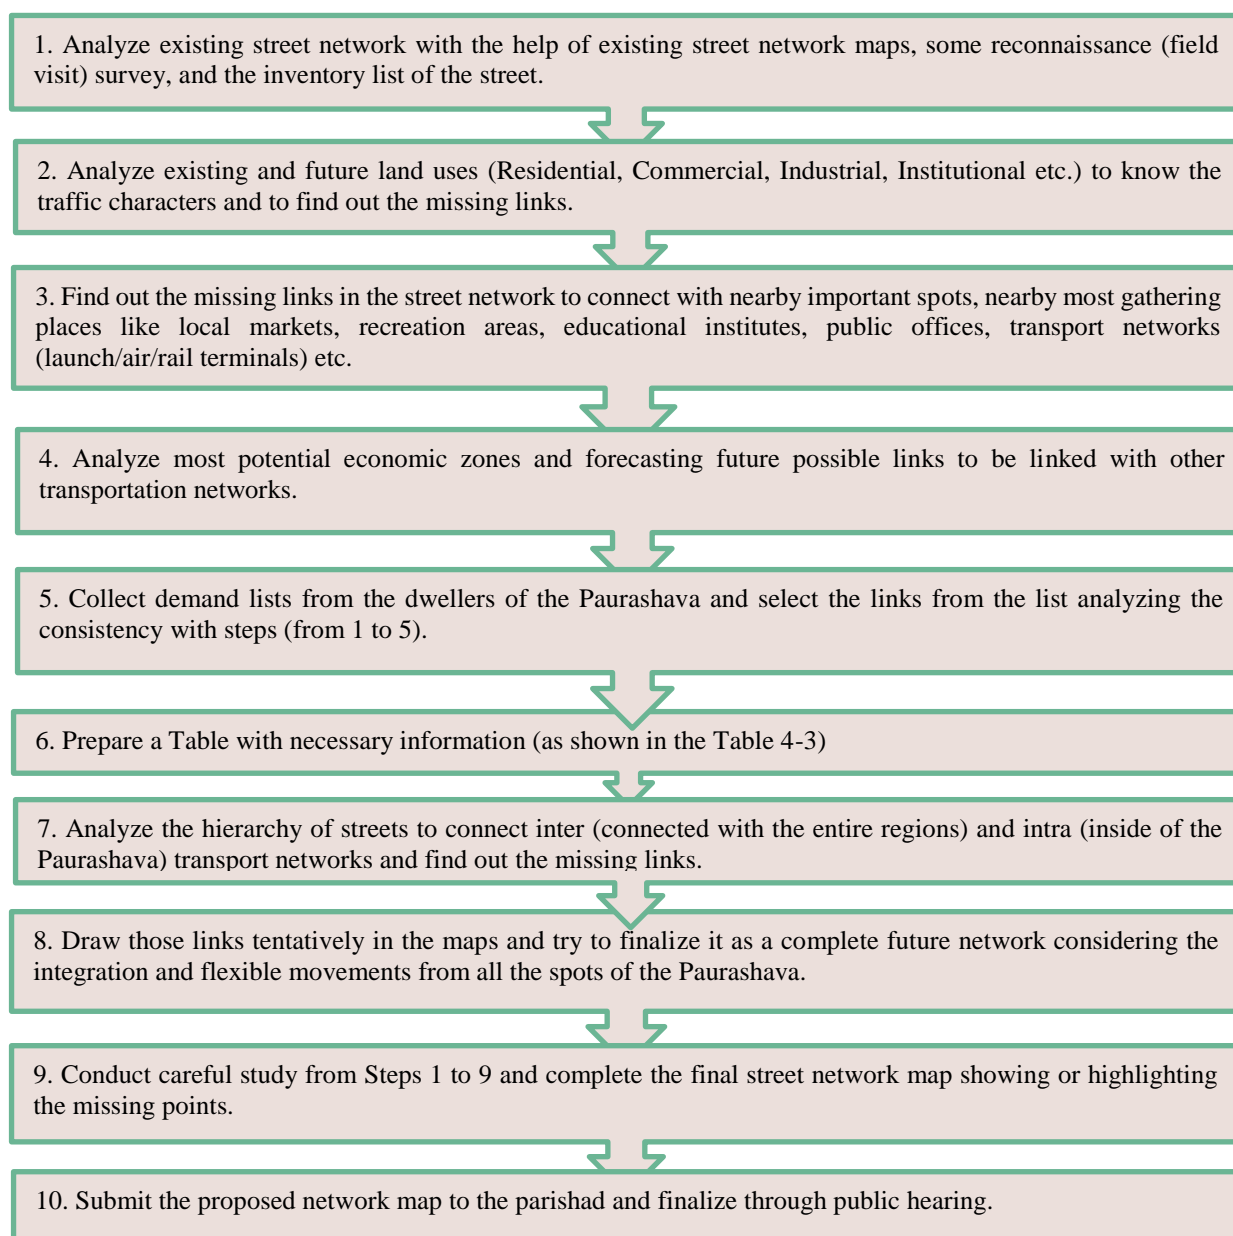 1. Analyze existing street network with the help of existing street network maps, some reconnaissance (field
visit) survey, and the inventory list of the street.
2. Analyze existing and future land uses (Residential, Commercial, Industrial, Institutional etc.) to know the
traffic characters and to find out the missing links.
3. Find out the missing links in the street network to connect with nearby important spots, nearby most gathering
places like local markets, recreation areas, educational institutes, public offices, transport networks
(launch/air/rail terminals) etc.
4. Analyze most potential economic zones and forecasting future possible links to be linked with other
transportation networks.
5. Collect demand lists from the dwellers of the Paurashava and select the links from the list analyzing the
consistency with steps (from 1 to 5).
6. Prepare a Table with necessary information (as shown in the Table 4-3)
7. Analyze the hierarchy of streets to connect inter (connected with the entire regions) and intra (inside of the
Paurashava) transport networks and find out the missing links.
8. Draw those links tentatively in the maps and try to finalize it as a complete future network considering the
integration and flexible movements from all the spots of the Paurashava.
9. Conduct careful study from Steps 1 to 9 and complete the final street network map showing or highlighting
the missing points.
10. Submit the proposed network map to the parishad and finalize through public hearing.